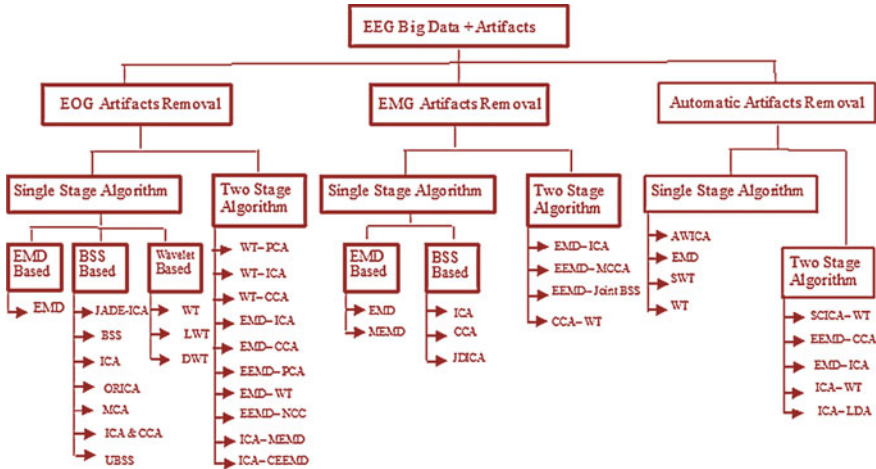 EEG Big Data + Artifacts
EOG Artifacts Removal
EMG Artifacts Removal
Automatic Artifacts Removal
Single Stage Algorithm
Two Stage
Algorithm
EMD
Based
BSS
Based
Wavelet
Based
EMD
JADE-ICA
BSS
ICA
ORICA
MCA
ICA & CCA
UBSS
WT
LWT
DWT
WT-PCA
WT-ICA
WT-CCA
EMD-ICA
EMD-CCA
EEMD-PCA
EMD-WT
EEMD-NCC
ICA-MEMD
ICA-CEEMD
Single Stage Algorithm
Two Stage
Algorithm
EMD
Based
BSS
Based
EMD
MEMD
ICA
CCA
JDICA
EMD-ICA
EEMD-MCCA
EEMD-Joint BSS
CCA-WT
Single Stage Algorithm
AWICA
EMD
SWT
WT
Two Stage
Algorithm
SCICA-WT
EEMD-CCA
EMD-ICA
ICA-WT
ICA-LDA